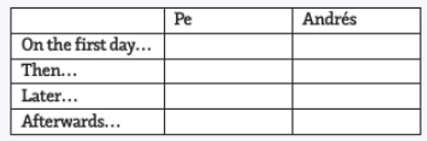 Pe Andrés
On the first day...
Then...
Later...
Afterwards...